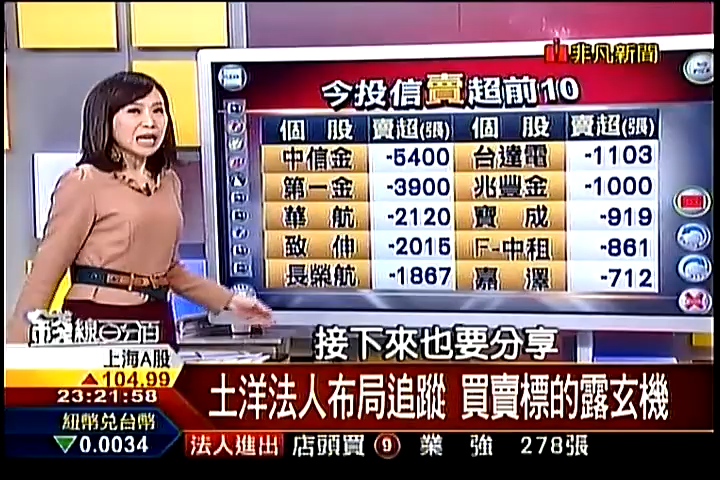 非凡新聞
今投信賣超前10
個 股 賣超(張) 個 股 賣超(張)
中信金 -5400 台達電 -1103
第一金 -3900 兆豐金 -1000
華 航 -2120 寶 成 -919
致 伸 -2015 F-中租 -861
長榮航 -1867 嘉 澤 -712
接下來也要分享
錢線百分百
上海A股
▲104.99
23:21:58
土洋法人布局追蹤 買賣標的露玄機
紐幣兌台幣
▽0.0034
法人進出 店頭買 9 業 強 278張